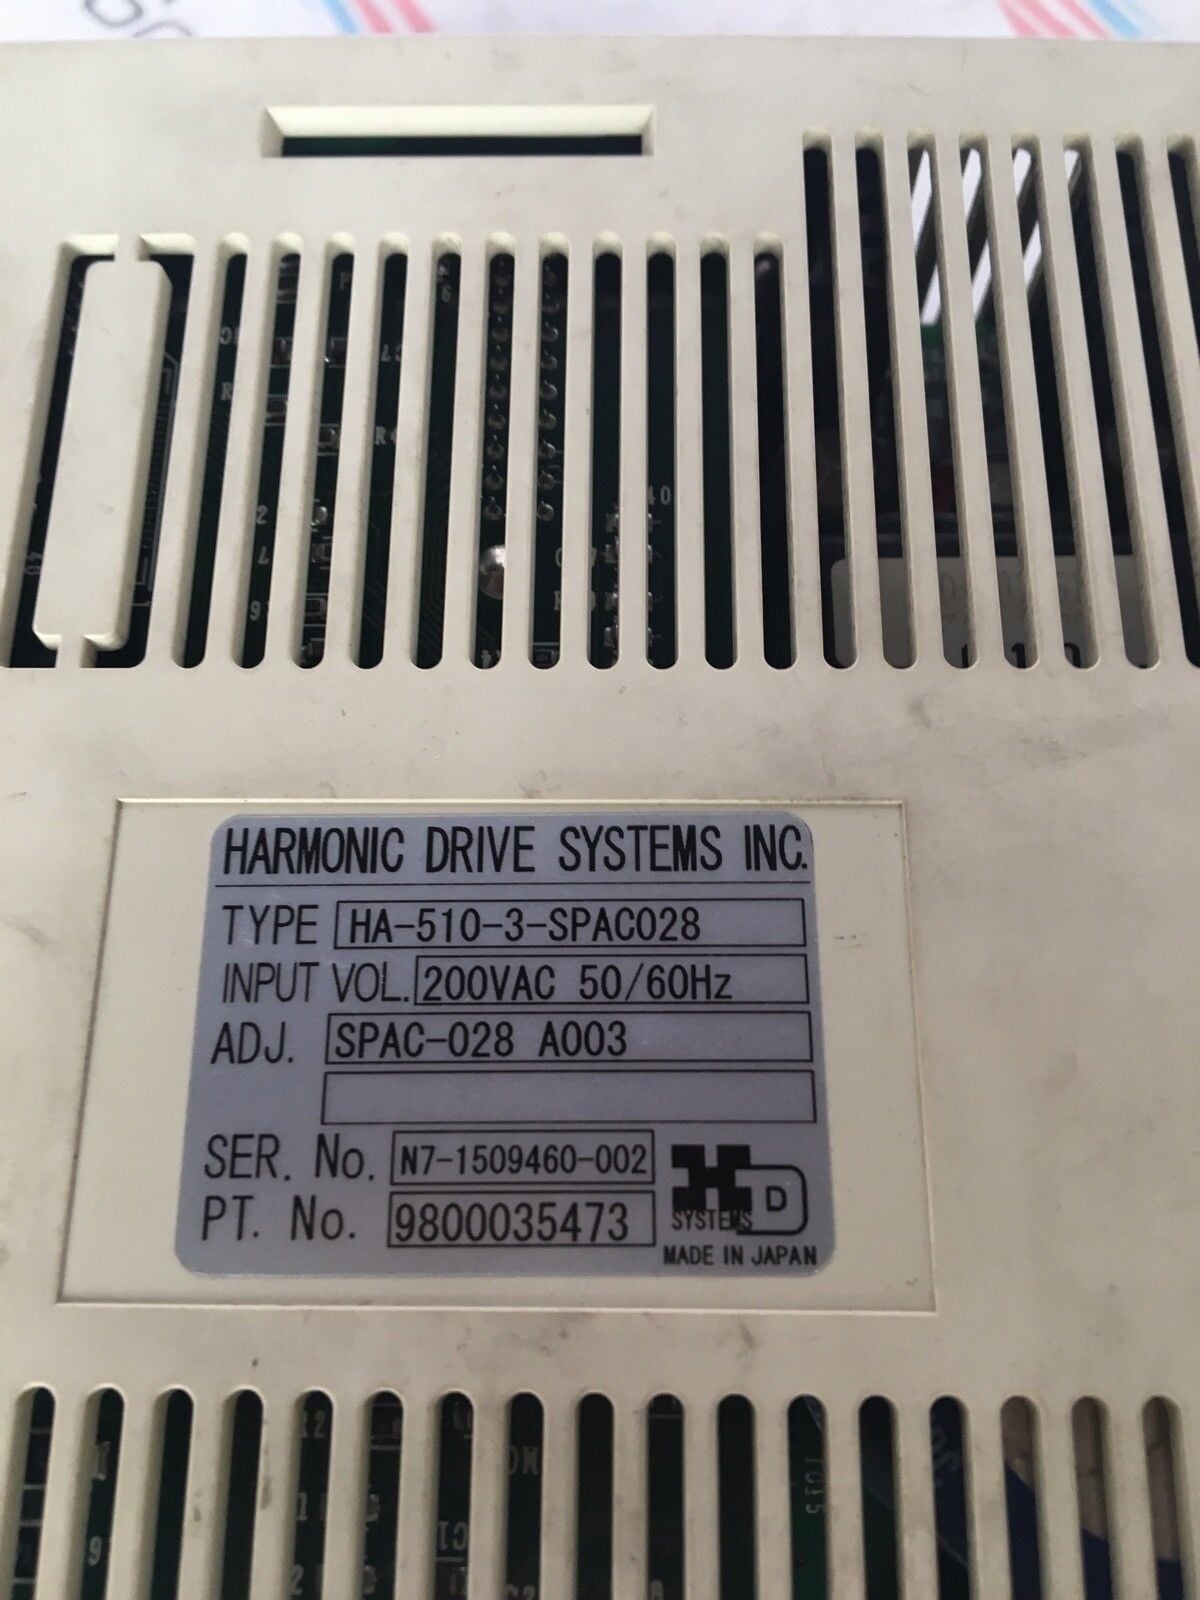 HARMONIC DRIVE SYSTEMS INC.
TYPE HA-510-3-SPAC028
INPUT VOL. 200VAC 50/60Hz
ADJ. SPAC-028 A003
SER. No. N7-1509460-002
PT. No. 9800035473
HD
SYSTEMS
MADE IN JAPAN